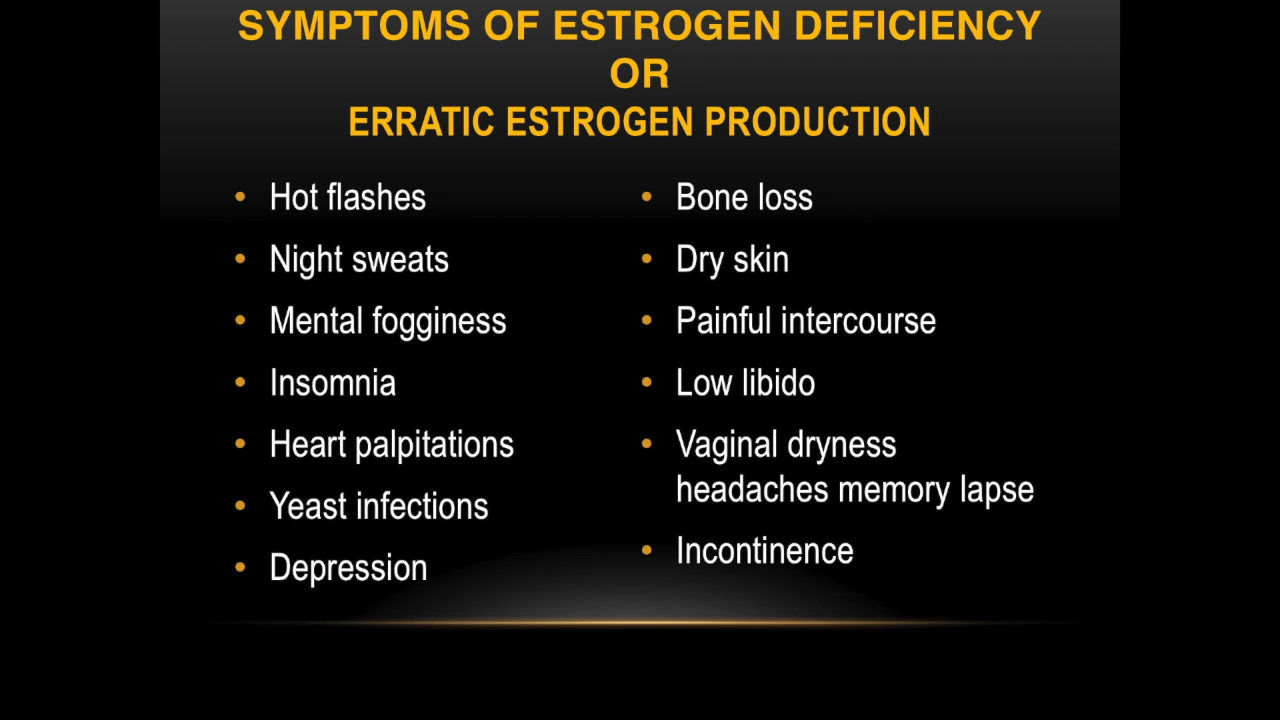 SYMPTOMS OF ESTROGEN DEFICIENCY
OR
ERRATIC ESTROGEN PRODUCTION
• Hot flashes
• Night sweats
• Mental fogginess
• Insomnia
• Heart palpitations
• Yeast infections
• Depression
• Bone loss
• Dry skin
• Painful intercourse
• Low libido
• Vaginal dryness
headaches memory lapse
• Incontinence